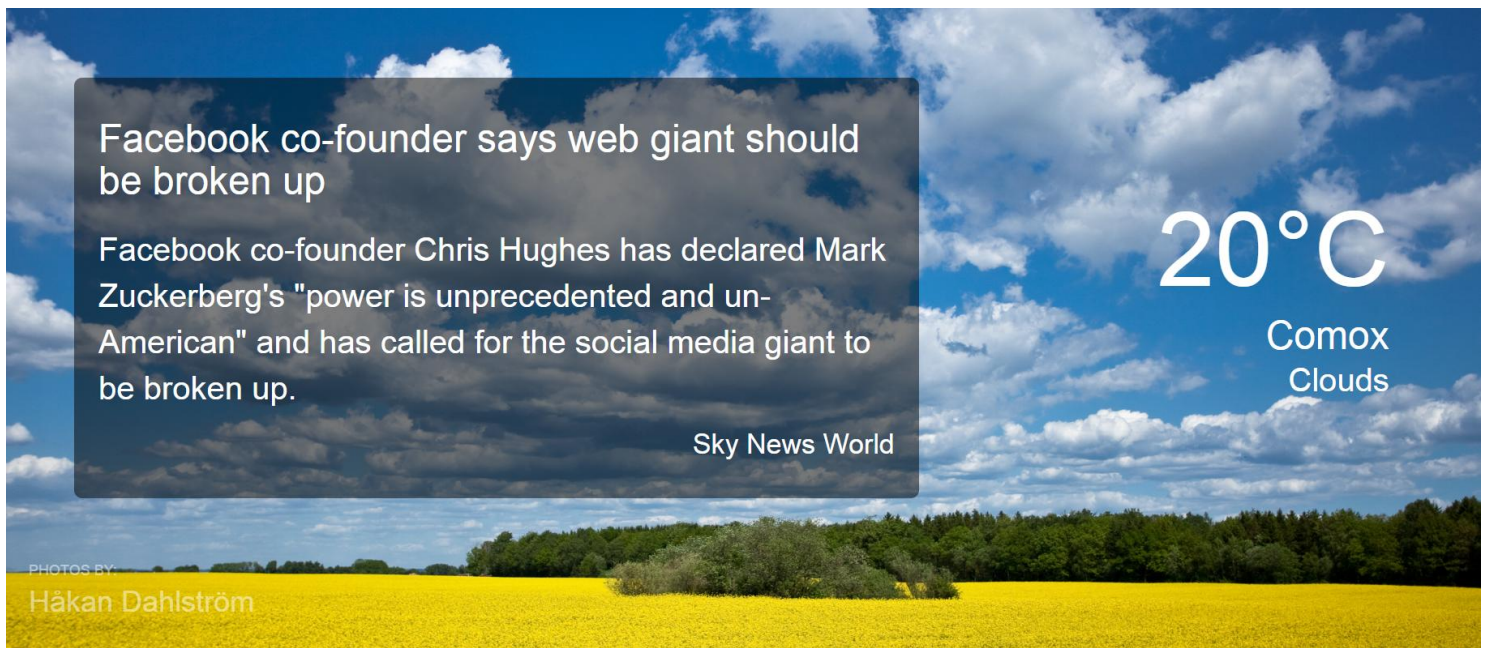 Facebook co-founder says web giant should
be broken up
Facebook co-founder Chris Hughes has declared Mark
Zuckerberg's "power is unprecedented and un-
American" and has called for the social media giant to
be broken up.
Sky News World
20°C
Comox
Clouds
PHOTOS BY:
Håkan Dahlström